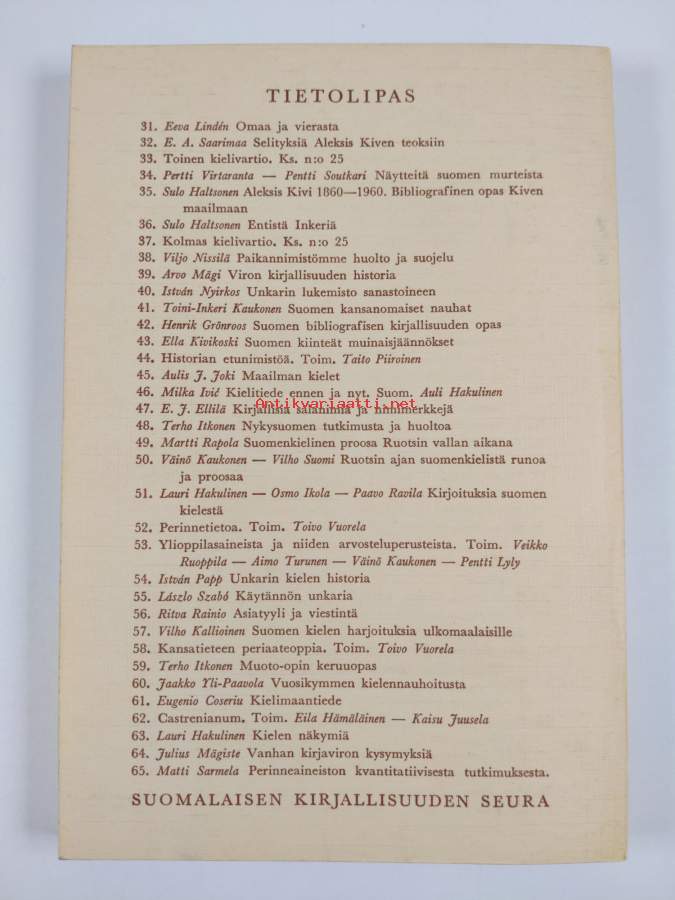 TIETOLIPAS
31. Eeva Lindén Omaa ja vierasta
32. E. A. Saarimaa Selityksiä Aleksis Kiven teoksiin
33. Toinen kielivartio. Ks. n:o 25
34. Pertti Virtaranta — Pentti Soutkari Näytteitä suomen murteista
35. Sulo Haltsonen Aleksis Kivi 1860—1960. Bibliografinen opas Kiven
maailmaan
36. Sulo Haltsonen Entistä Inkeriä
37. Kolmas kielivartio. Ks. n:o 25
38. Viljo Nissilä Paikannimistömme huolto ja suojelu
39. Arvo Mägi Viron kirjallisuuden historia
40. István Nyirkos Unkarin lukemisto sanastoineen
41. Toini-Inkeri Kaukonen Suomen kansanomaiset nauhat
42. Henrik Grönroos Suomen bibliografisen kirjallisuuden opas
43. Ella Kivikoski Suomen kiinteät muinaisjäännökset
44. Historian etunimistöä. Toim. Taito Piiroinen
45. Aulis J. Joki Maailman kielet
46. Milka Ivić Kielitiede ennen ja nyt. Suom. Auli Hakulinen
Antikvariaatti.net
47. E. J. Ellilä Kirjallisia salanimiä ja nimimerkkejä
48. Terho Itkonen Nykysuomen tutkimusta ja huoltoa
49. Martti Rapola Suomenkielinen proosa Ruotsin vallan aikana
50. Väinö Kaukonen — Vilho Suomi Ruotsin ajan suomenkielistä runoa
ja proosaa
51. Lauri Hakulinen — Osmo Ikola — Paavo Ravila Kirjoituksia suomen
kielestä
52. Perinnetietoa. Toim. Toivo Vuorela
53. Ylioppilasaineista ja niiden arvosteluperusteista. Toim. Veikko
Ruoppila — Aimo Turunen — Väinö Kaukonen — Pentti Lyly
54. István Papp Unkarin kielen historia
55. László Szabó Käytännön unkaria
56. Ritva Rainio Asiatyyli ja viestintä
57. Vilho Kallioinen Suomen kielen harjoituksia ulkomaalaisille
58. Kansatieteen periaateoppia. Toim. Toivo Vuorela
59. Terho Itkonen Muoto-opin keruuopas
60. Jaakko Yli-Paavola Vuosikymmen kielennauhoitusta
61. Eugenio Coseriu Kielimaantiede
62. Castrenianum. Toim. Eila Hämäläinen — Kaisu Juusela
63. Lauri Hakulinen Kielen näkymiä
64. Julius Mägiste Vanhan kirjaviron kysymyksiä
65. Matti Sarmela Perinneaineiston kvantitatiivisesta tutkimuksesta.
SUOMALAISEN KIRJALLISUUDEN SEURA